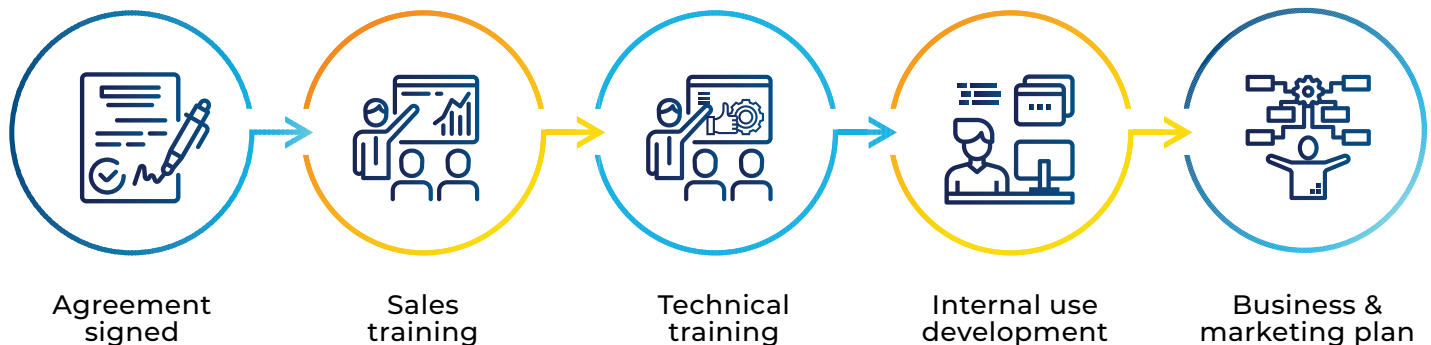 Agreement
signed
Sales
training
Technical
training
Internal use
development
Business &
marketing plan